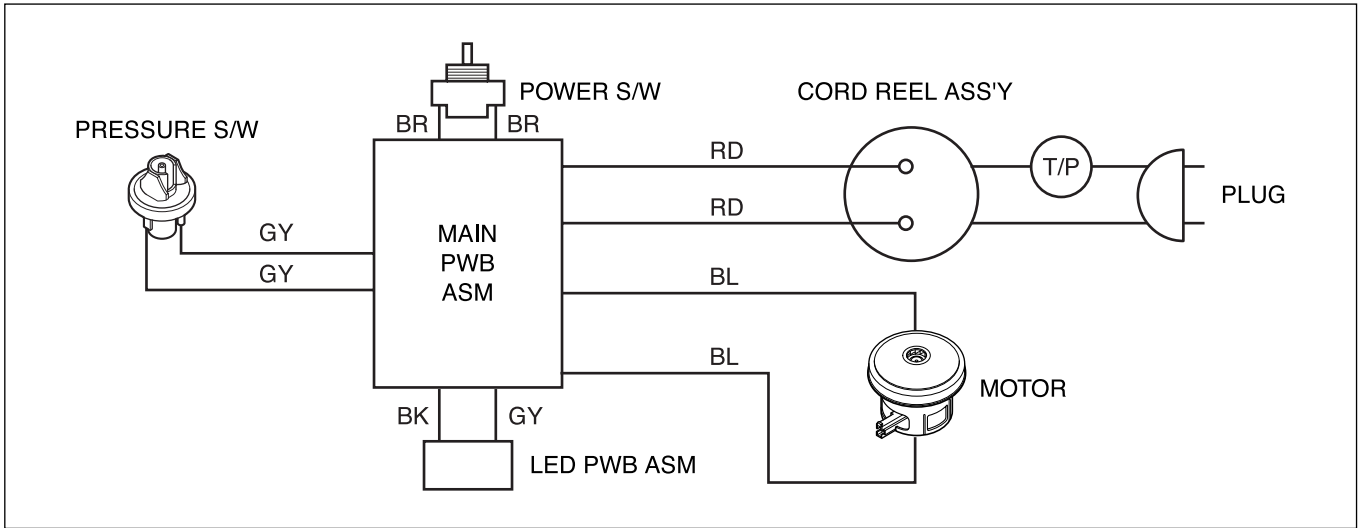 POWER S/W
CORD REEL ASS'Y
PRESSURE S/W
BR
BR
RD
T/P
PLUG
RD
GY
GY
MAIN
PWB
ASM
BL
BL
MOTOR
BK
GY
LED PWB ASM